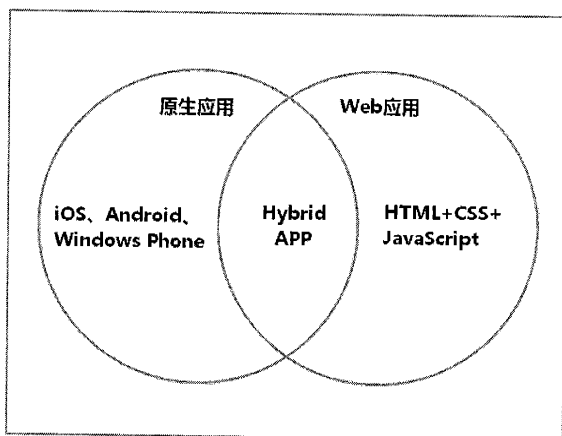 原生应用
Web应用
iOS、Android、
Windows Phone
Hybrid
APP
HTML+CSS+
JavaScript